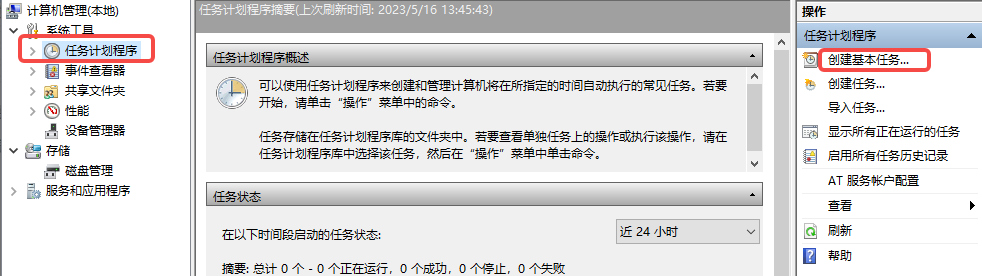 计算机管理(本地)
系统工具
任务计划程序
事件查看器
共享文件夹
性能
设备管理器
存储
磁盘管理
服务和应用程序
任务计划程序摘要(上次刷新时间: 2023/5/16 13:45:43)
任务计划程序概述
可以使用任务计划程序来创建和管理计算机将在所指定的时间自动执行的常见任务。若要
开始，请单击“操作”菜单中的命令。
任务存储在任务计划程序库的文件夹中。若要查看单独任务上的操作或执行该操作，请在
任务计划程序库中选择该任务，然后在“操作”菜单中单击命令。
任务状态
在以下时间段启动的任务状态:
近 24 小时
摘要: 总计 0 个 - 0 个正在运行，0 个成功，0 个停止，0 个失败
操作
任务计划程序
创建基本任务...
创建任务...
导入任务...
显示所有正在运行的任务
启用所有任务历史记录
AT 服务帐户配置
查看
刷新
帮助